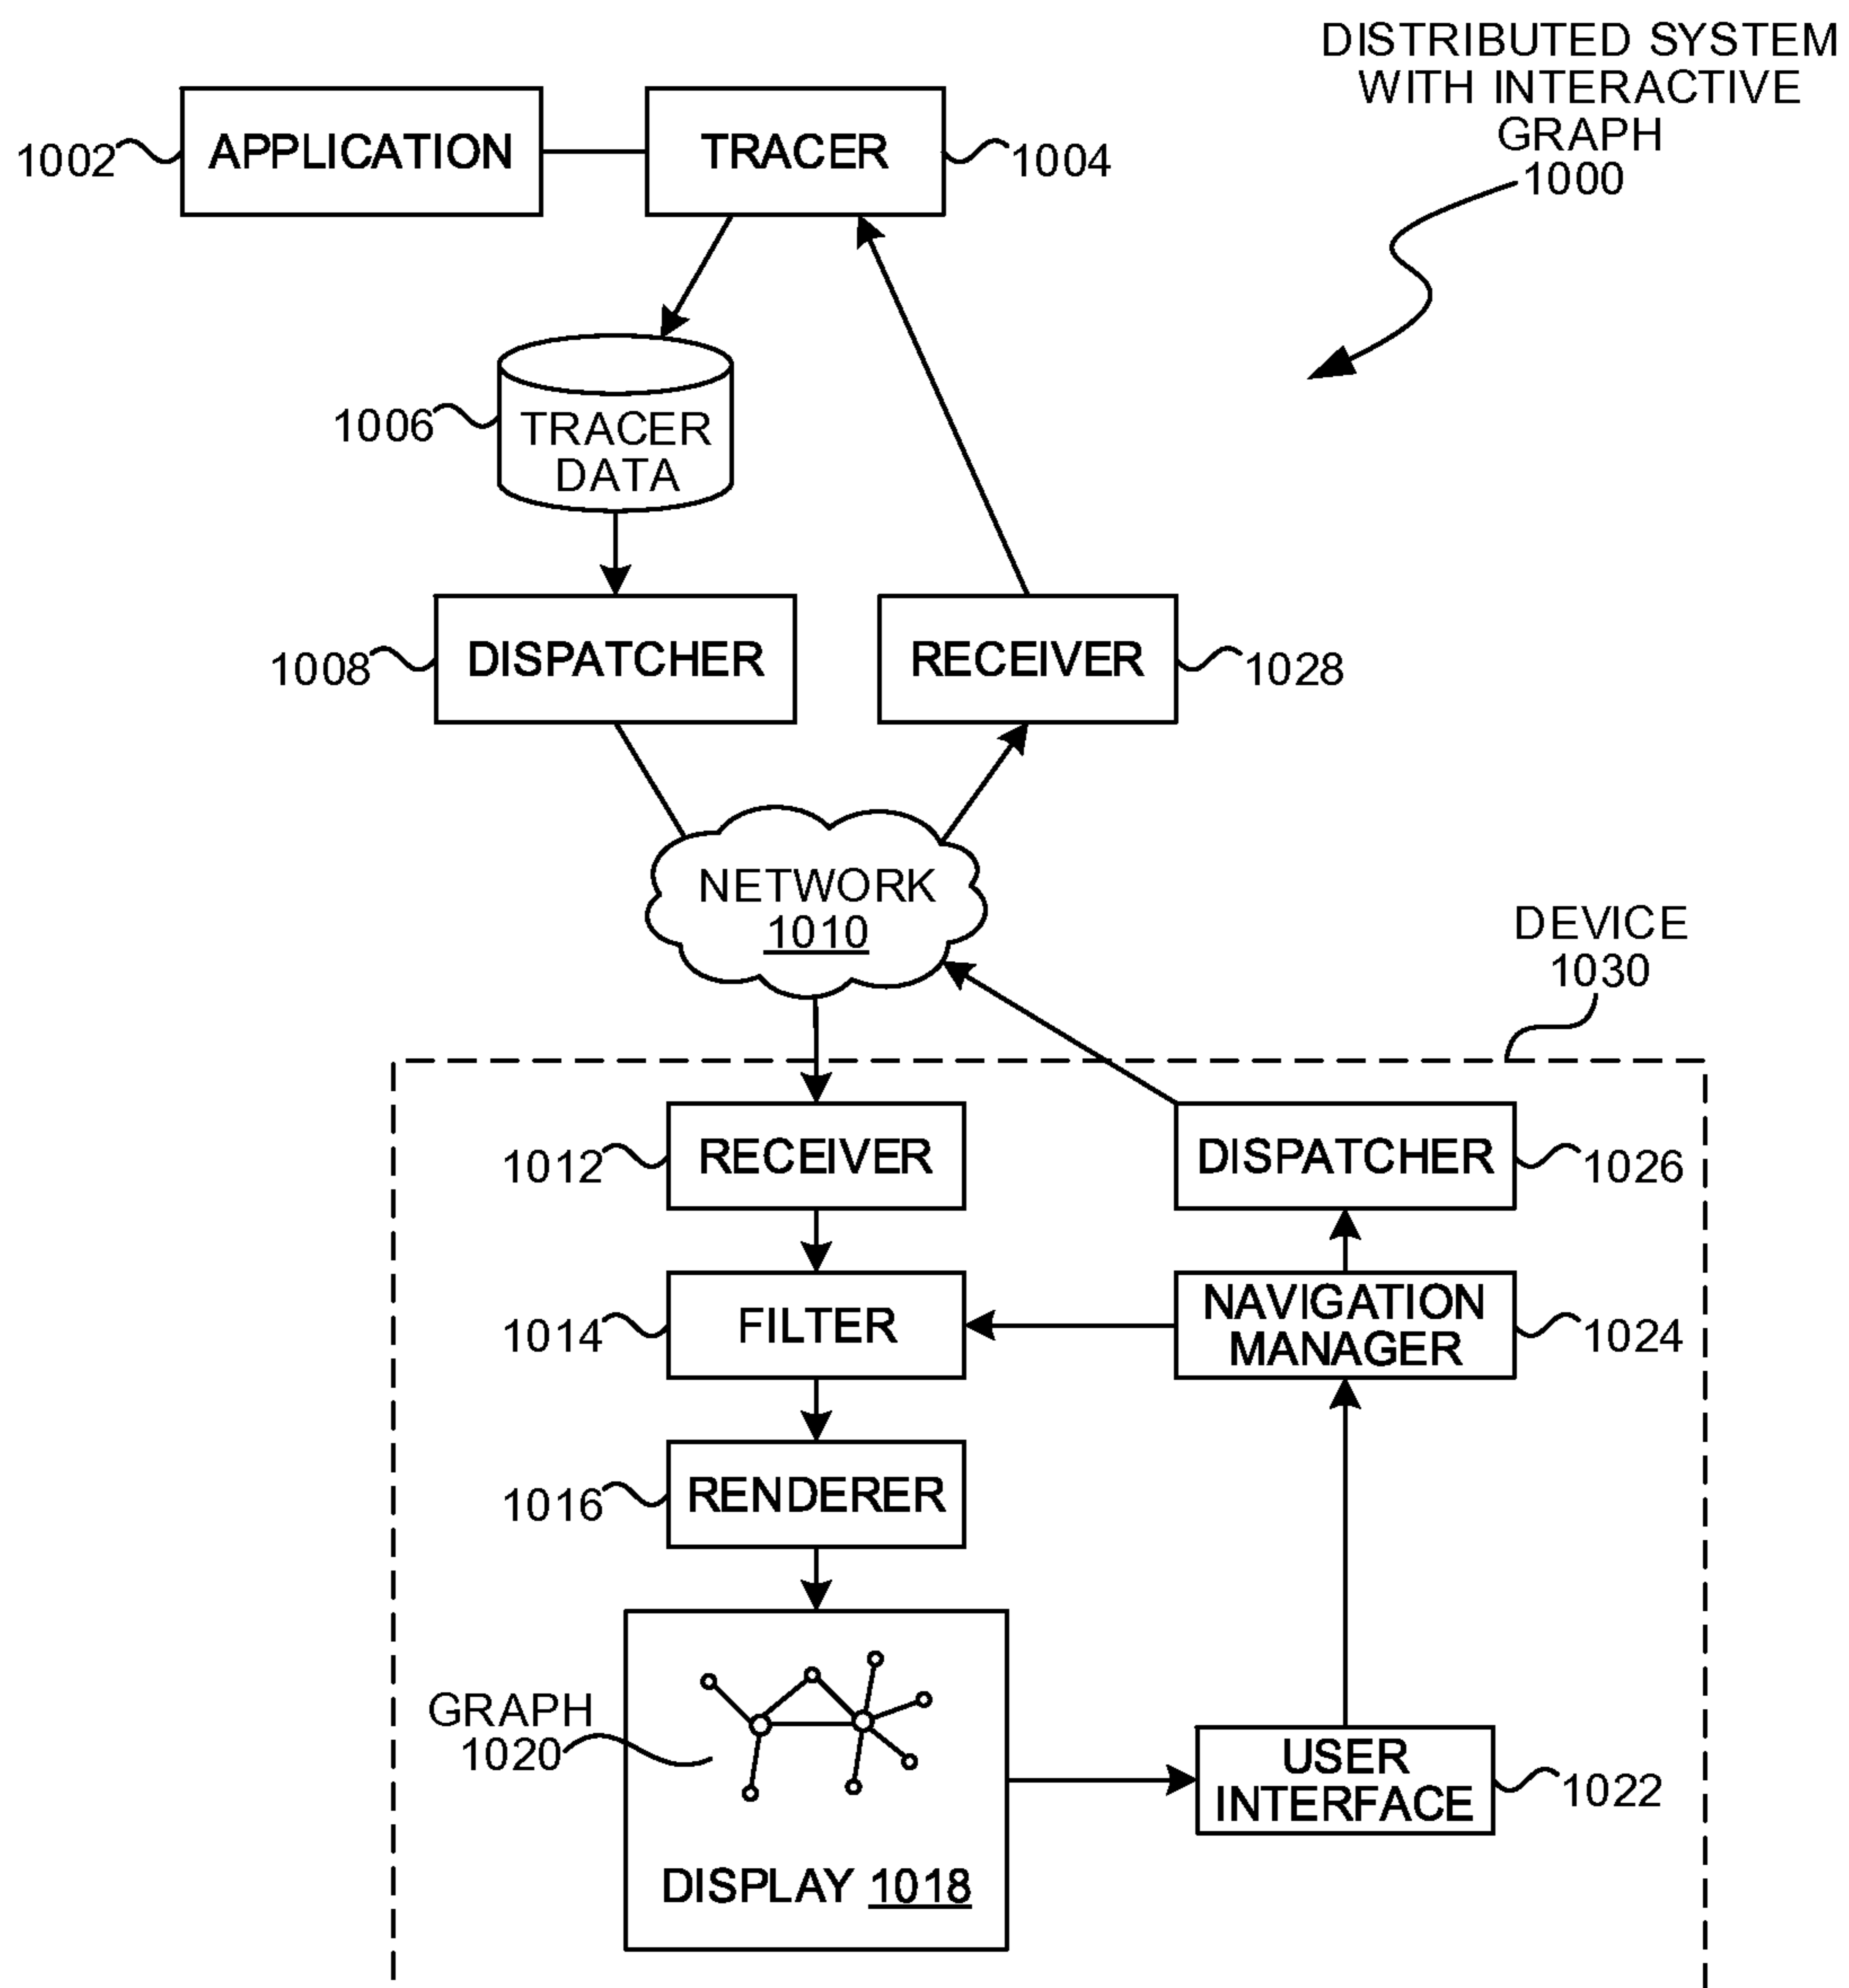 DISTRIBUTED SYSTEM
WITH INTERACTIVE
GRAPH
1000
APPLICATION
1002
TRACER
1004
TRACER
DATA
1006
DISPATCHER
1008
RECEIVER
1028
NETWORK
1010
DEVICE
1030
RECEIVER
1012
DISPATCHER
1026
FILTER
1014
NAVIGATION
MANAGER
1024
RENDERER
1016
GRAPH
1020
DISPLAY 1018
USER
INTERFACE
1022